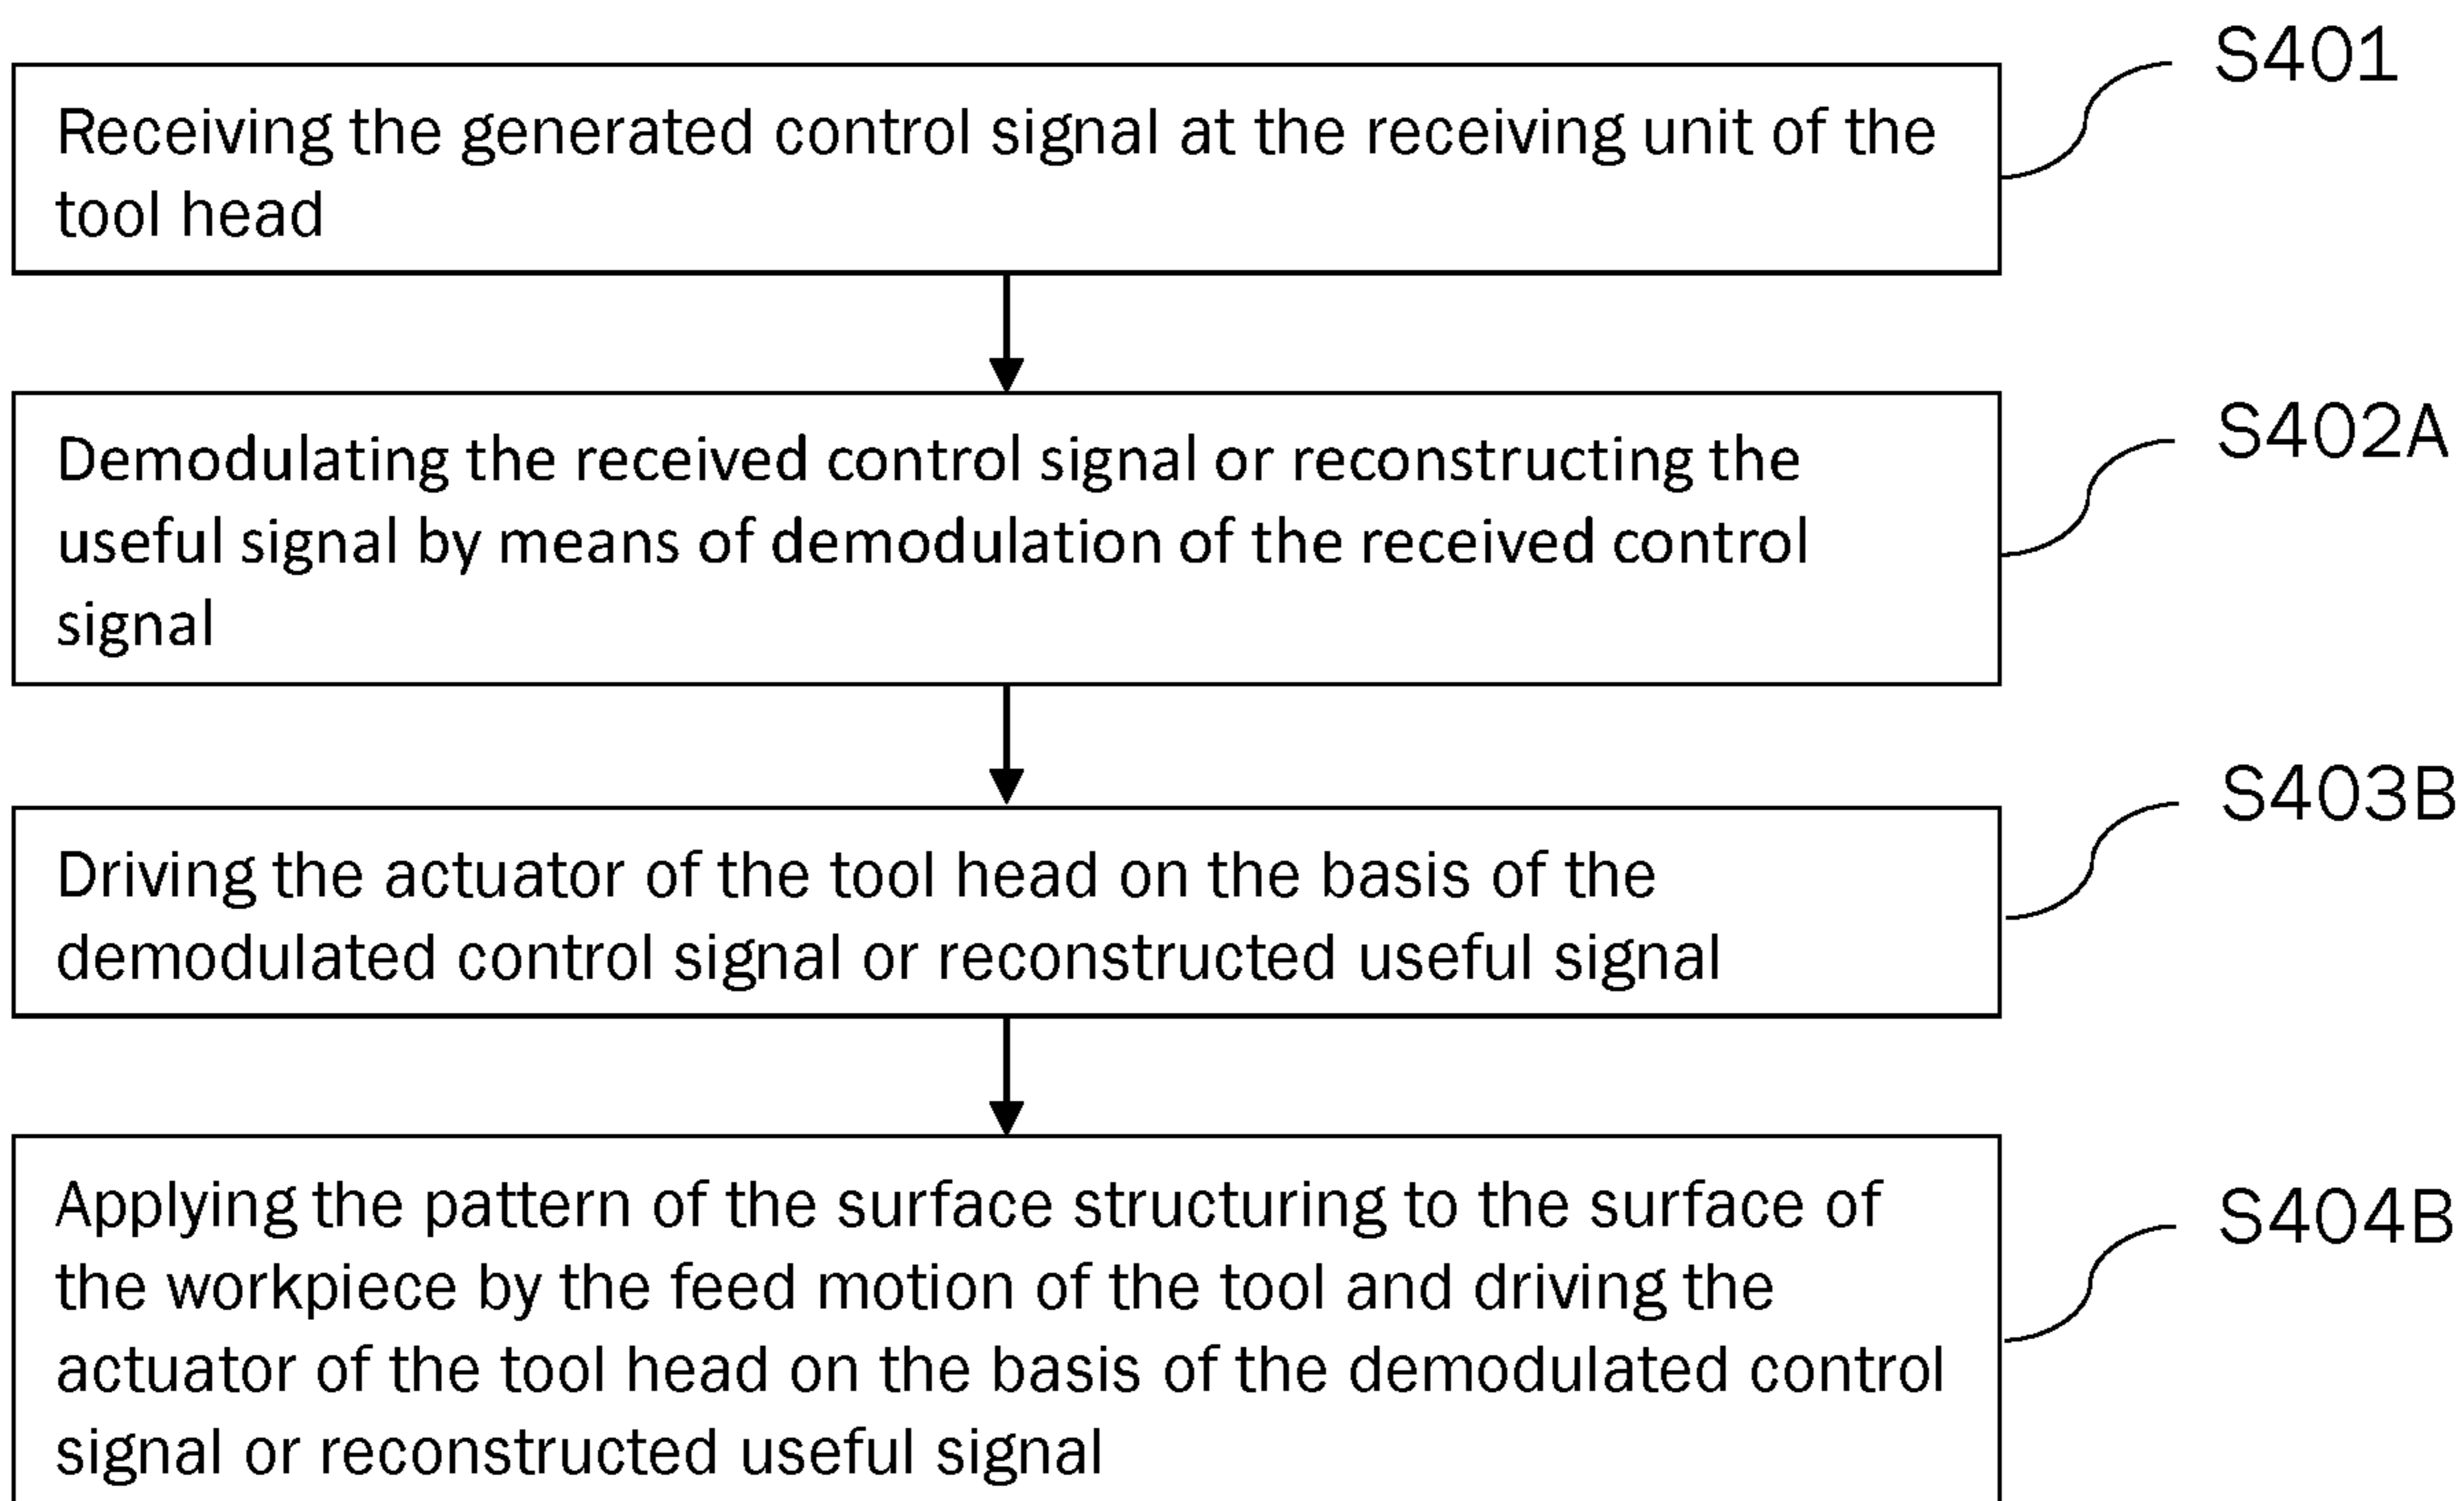 S401
Receiving the generated control signal at the receiving unit of the
tool head
S402A
Demodulating the received control signal or reconstructing the
useful signal by means of demodulation of the received control
signal
S403B
Driving the actuator of the tool head on the basis of the
demodulated control signal or reconstructed useful signal
S404B
Applying the pattern of the surface structuring to the surface of
the workpiece by the feed motion of the tool and driving the
actuator of the tool head on the basis of the demodulated control
signal or reconstructed useful signal